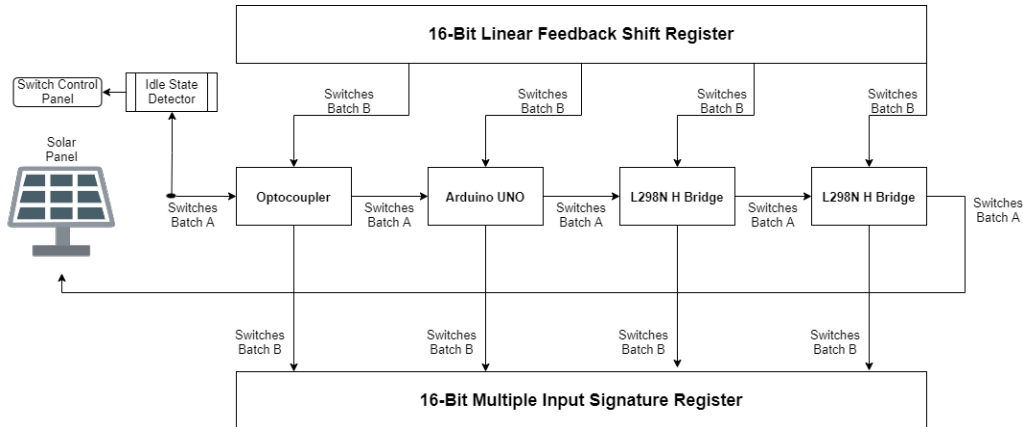 16-Bit Linear Feedback Shift Register
Switch Control
Panel
Idle State
Detector
Switches
Batch B
Switches
Batch B
Switches
Batch B
Switches
Batch B
Solar
Panel
Optocoupler
Arduino UNO
L298N H Bridge
L298N H Bridge
Switches
Batch A
Switches
Batch A
Switches
Batch A
Switches
Batch A
Switches
Batch A
Switches
Batch B
Switches
Batch B
Switches
Batch B
Switches
Batch B
16-Bit Multiple Input Signature Register